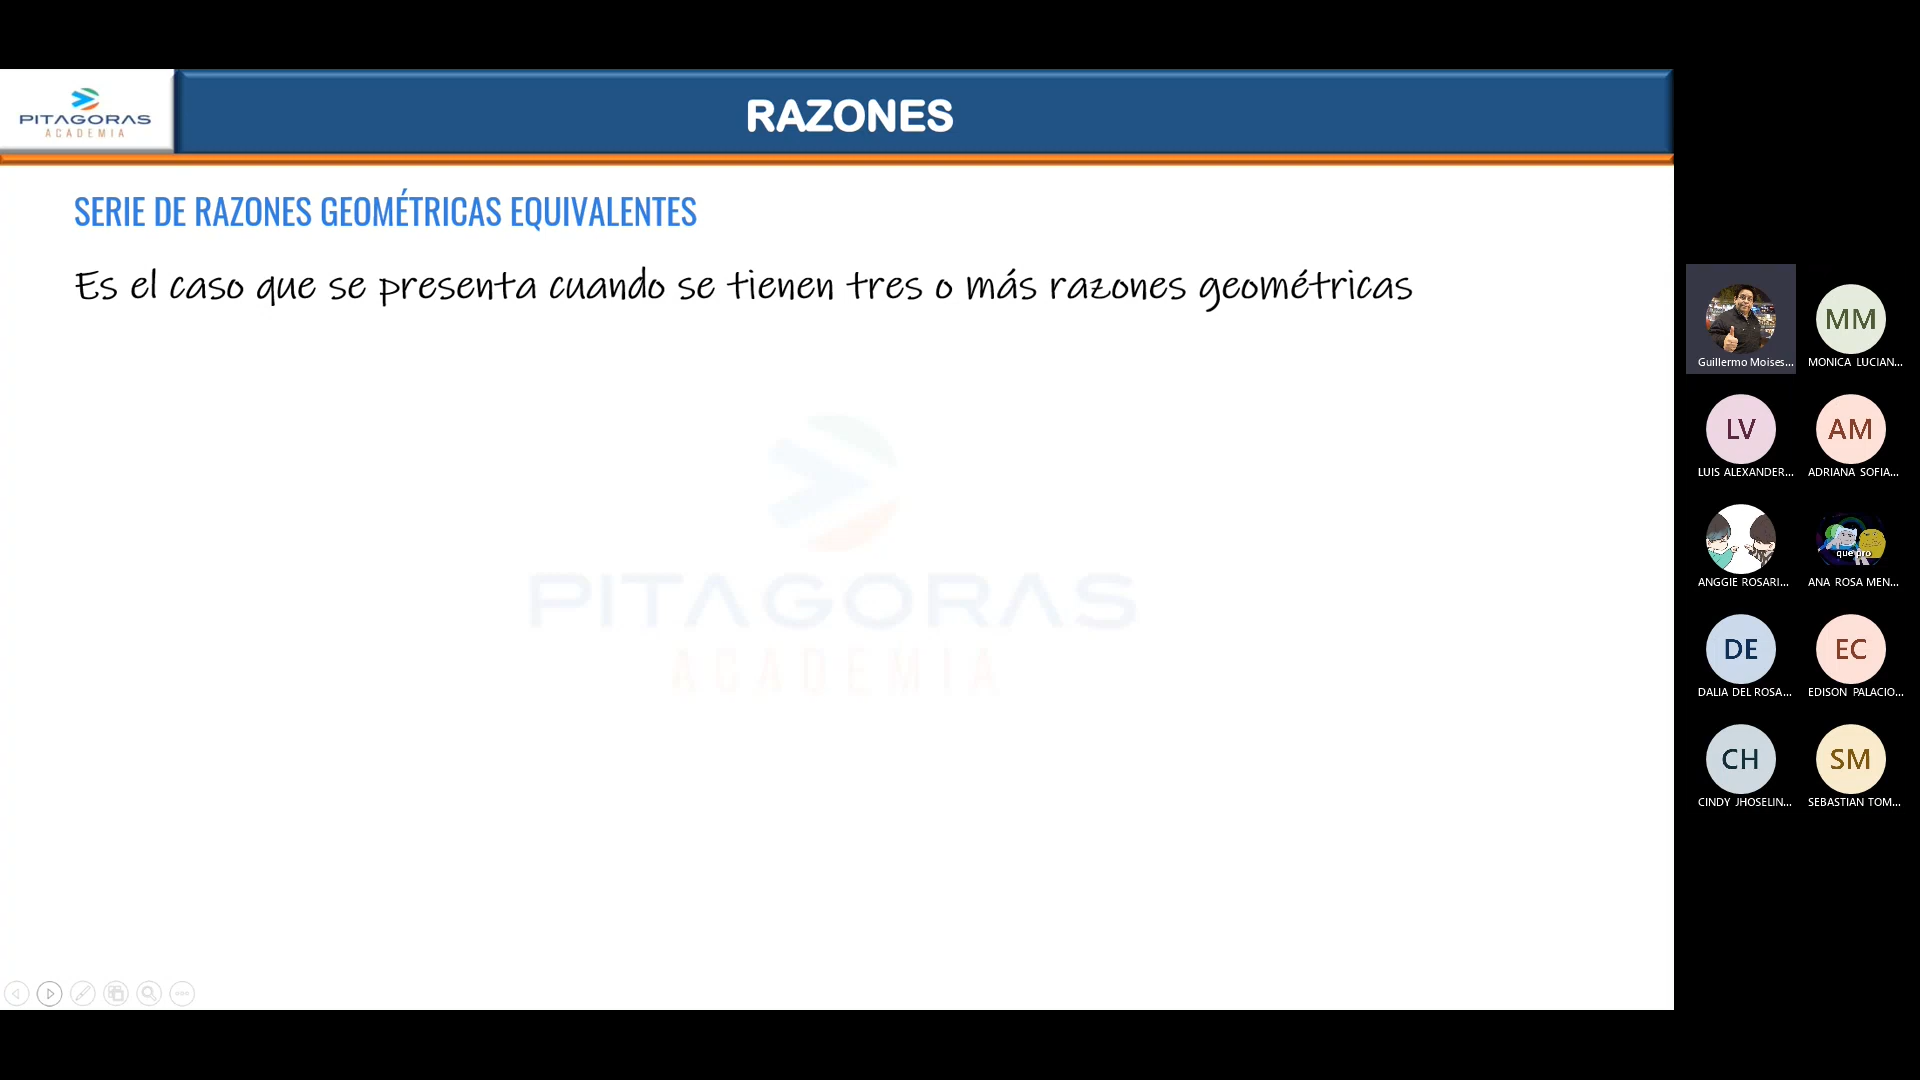 PITAGORAS
ACADEMIA
RAZONES
SERIE DE RAZONES GEOMÉTRICAS EQUIVALENTES
Es el caso que se presenta cuando se tienen tres o más razones geométricas
PITAGORAS
ACADEMIA
Guillermo Moises...
MM
MONICA LUCIAN...
LV
LUIS ALEXANDER...
AM
ADRIANA SOFIA...
ANGGIE ROSARI...
que pro
ANA ROSA MEN...
DE
DALIA DEL ROSA...
EC
EDISON PALACIO...
CH
CINDY JHOSELIN...
SM
SEBASTIAN TOM...